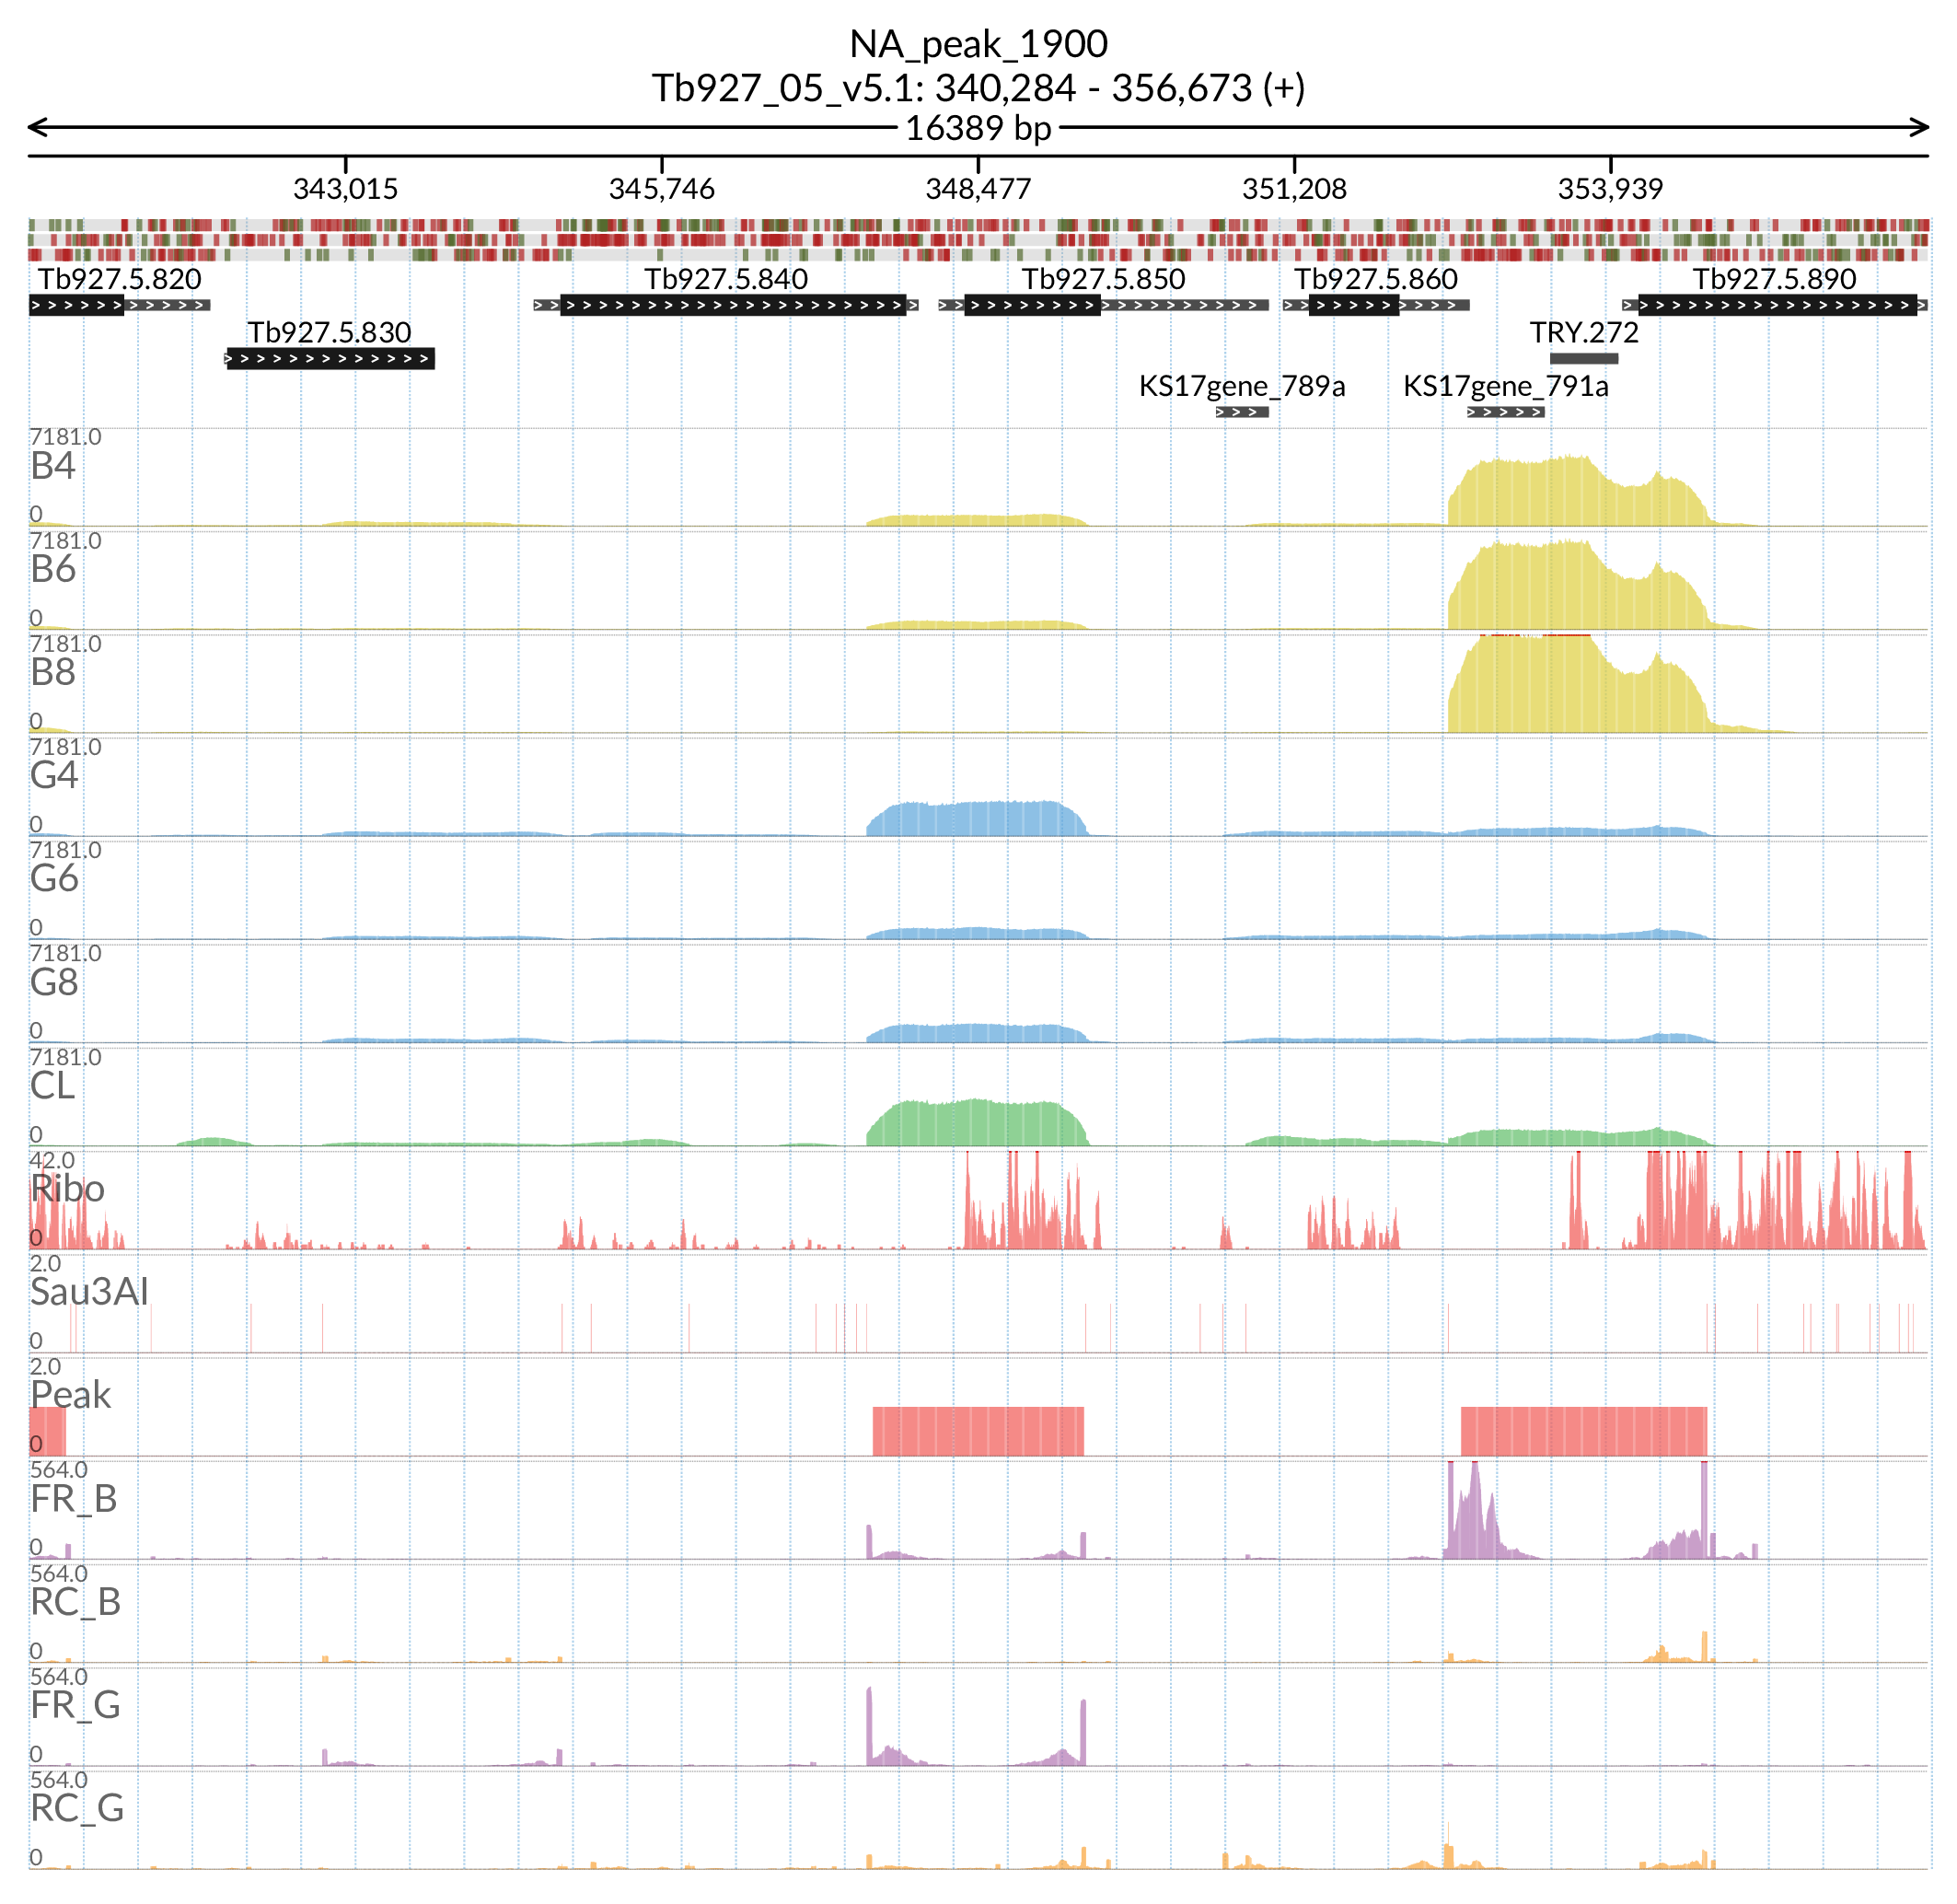 NA_peak_1900
Tb927_05_v5.1: 340,284 - 356,673 (+)
16389 bp
343,015 345,746 348,477 351,208 353,939
Tb927.5.820 Tb927.5.840 Tb927.5.850 Tb927.5.860 Tb927.5.890
Tb927.5.830 TRY.272
KS17gene_789a KS17gene_791a
7181.0
B4
0
7181.0
B6
0
7181.0
B8
0
7181.0
G4
0
7181.0
G6
0
7181.0
G8
0
7181.0
CL
0
42.0
Ribo
0
2.0
Sau3AI
0
2.0
Peak
0
564.0
FR_B
0
564.0
RC_B
0
564.0
FR_G
0
564.0
RC_G
0